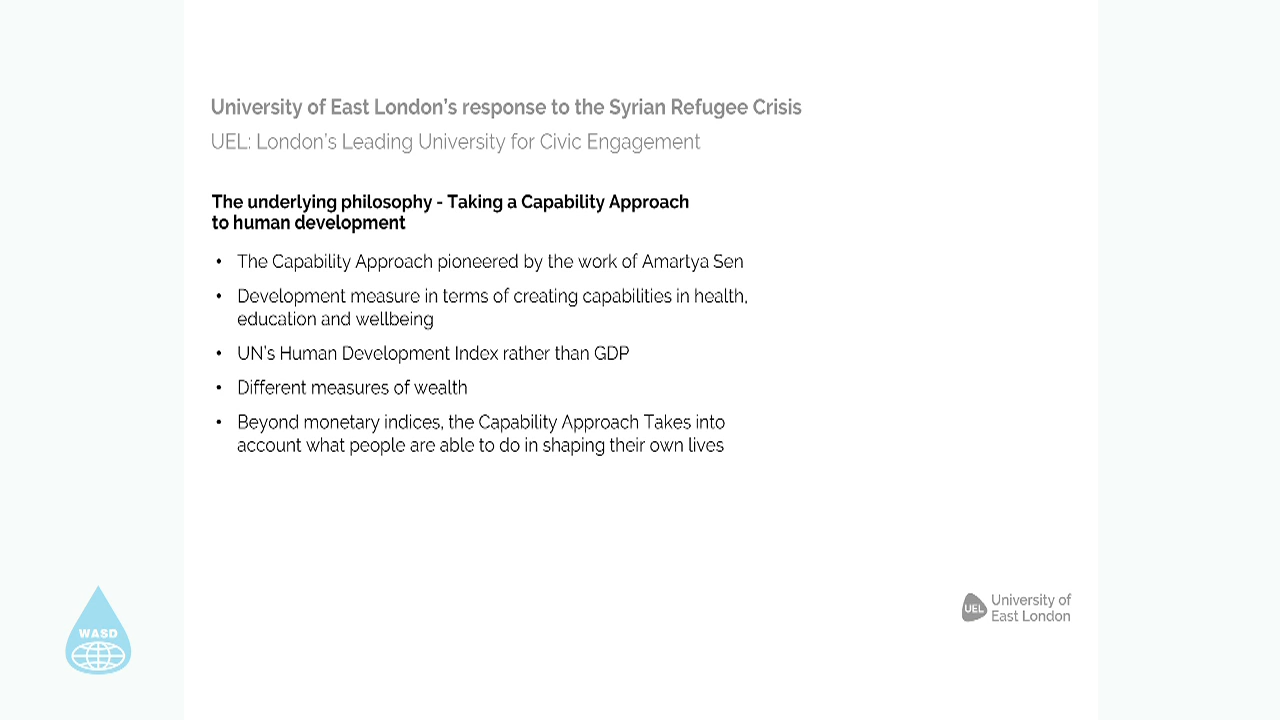 University of East London's response to the Syrian Refugee Crisis
UEL: London's Leading University for Civic Engagement
The underlying philosophy - Taking a Capability Approach
to human development
• The Capability Approach pioneered by the work of Amartya Sen
• Development measure in terms of creating capabilities in health,
education and wellbeing
• UN's Human Development Index rather than GDP
• Different measures of wealth
• Beyond monetary indices, the Capability Approach Takes into
account what people are able to do in shaping their own lives
UEL University of
East London
WASD